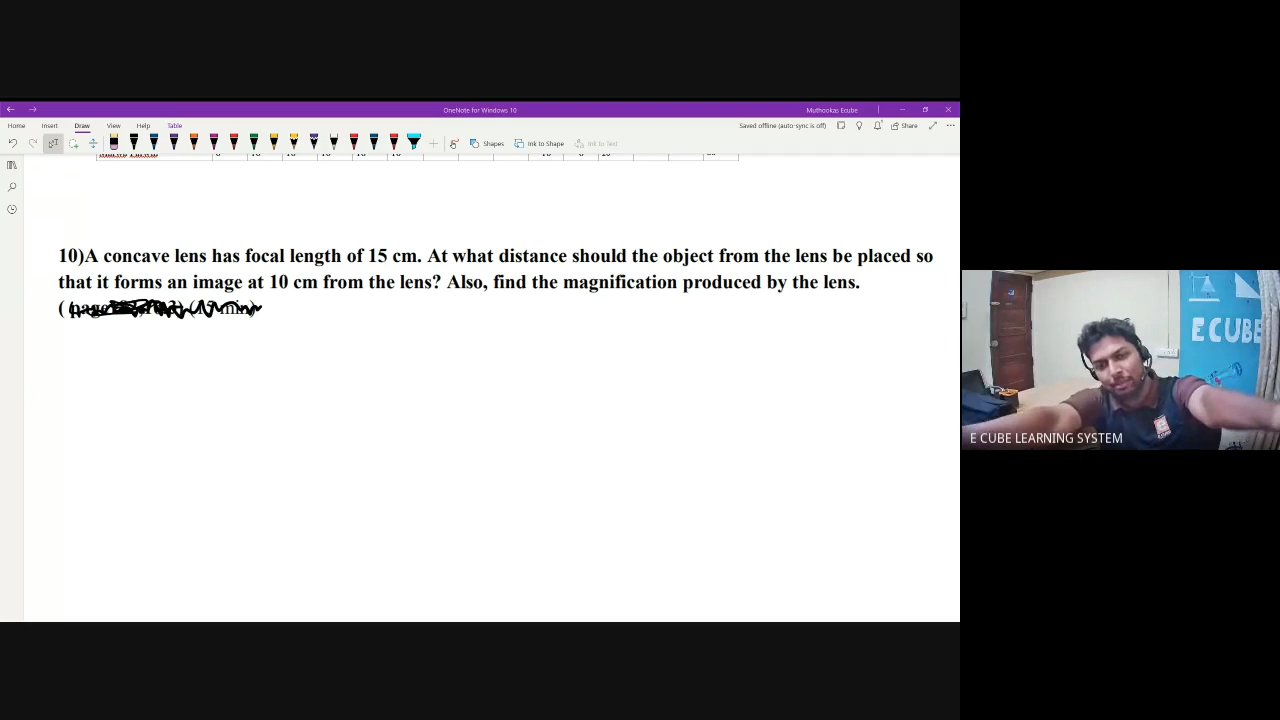 OneNote for Windows 10
Muthookas Ecube
Home Insert Draw View Help Table
Saved offline (auto-sync is off)
Share
Shapes
Ink to Shape
Ink to Text
10)A concave lens has focal length of 15 cm. At what distance should the object from the lens be placed so
that it forms an image at 10 cm from the lens? Also, find the magnification produced by the lens.
(
E CUBE
E CUBE LEARNING SYSTEM